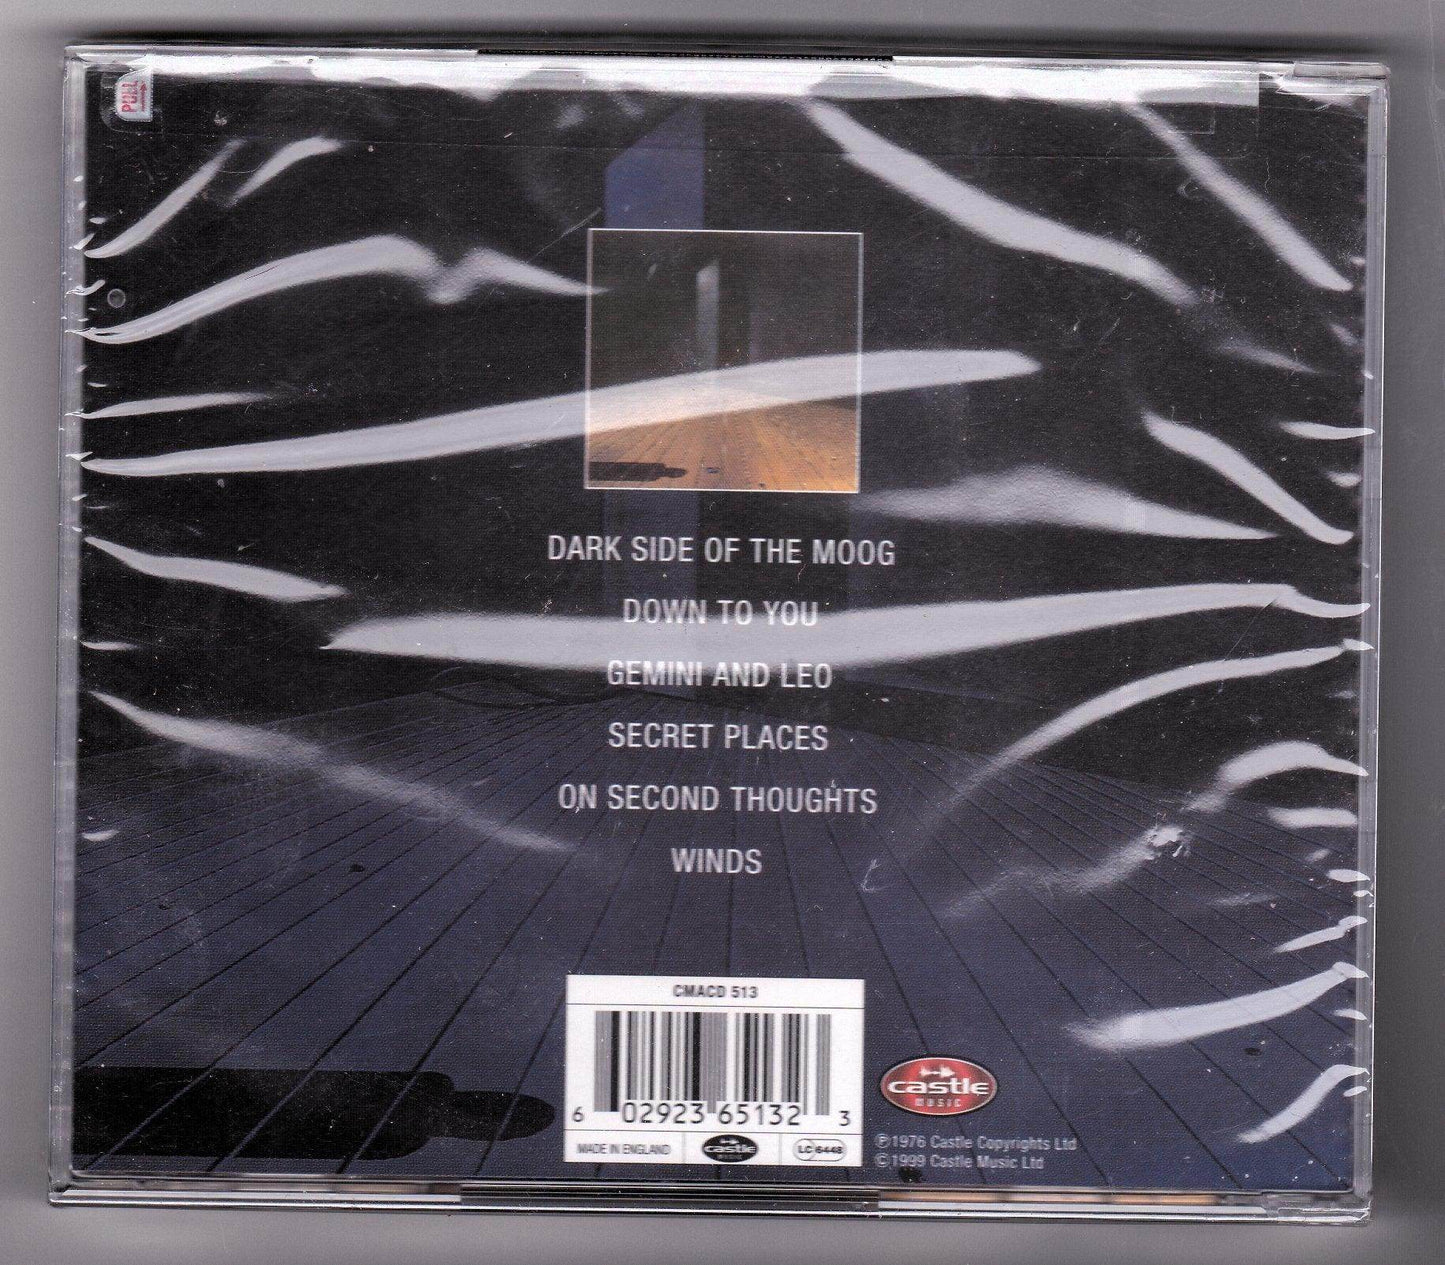 PULL
DARK SIDE OF THE MOOG
DOWN TO YOU
GEMINI AND LEO
SECRET PLACES
ON SECOND THOUGHTS
WINDS
CMACD 513
6 02923 65132 3
MADE IN ENGLAND
castle
MUSIC
LC 6448
castle
MUSIC
℗1976 Castle Copyrights Ltd
©1999 Castle Music Ltd